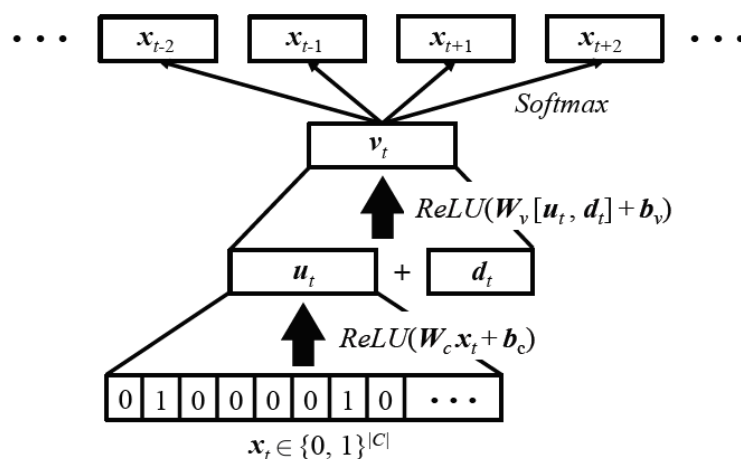 ... x_{t-2} x_{t-1} x_{t+1} x_{t+2} ...
Softmax
v_t
ReLU(W_v[u_t, d_t]+b_v)
u_t + d_t
ReLU(W_c x_t + b_c)
0 1 0 0 0 0 1 0 ...
x_t ∈ {0, 1}^{|C|}